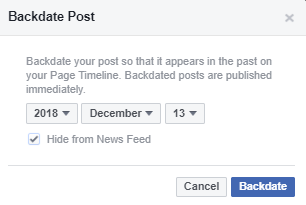 Backdate Post
Backdate your post so that it appears in the past on
your Page Timeline. Backdated posts are published
immediately.
2018 December 13
Hide from News Feed
Cancel Backdate